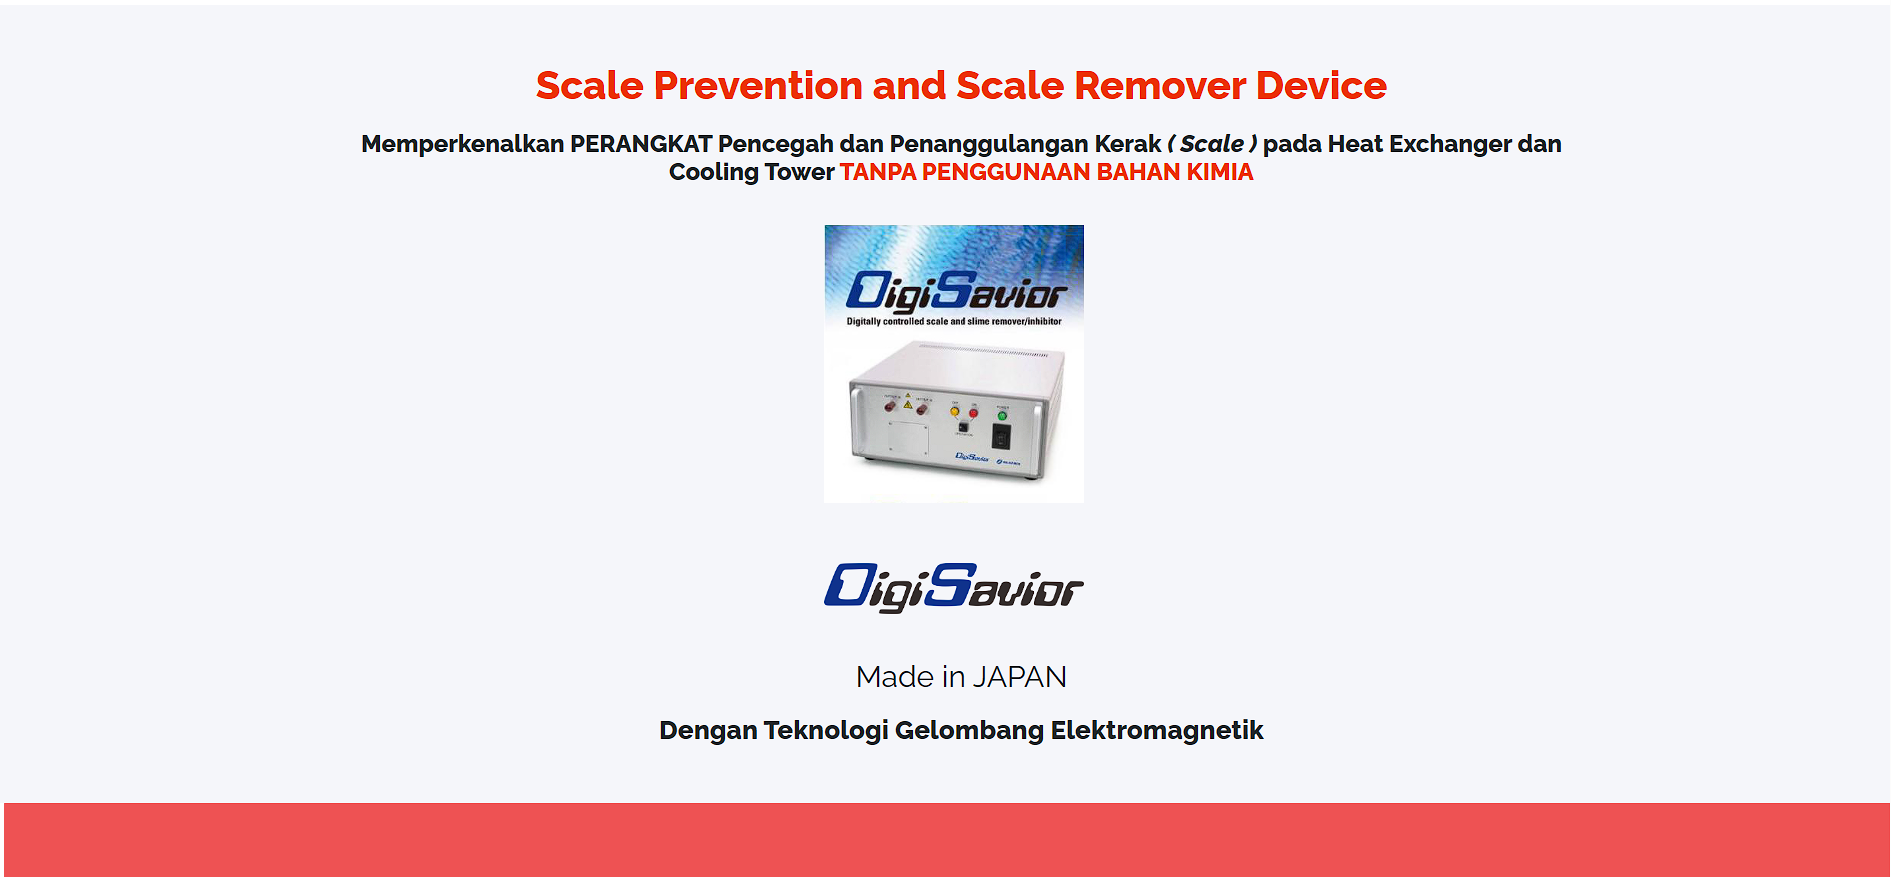 Scale Prevention and Scale Remover Device
Memperkenalkan PERANGKAT Pencegah dan Penanggulangan Kerak ( Scale ) pada Heat Exchanger dan
Cooling Tower TANPA PENGGUNAAN BAHAN KIMIA
DigiSavior
Digitally controlled scale and slime remover/inhibitor
POWER
DigiSavior
DigiSavior
Made in JAPAN
Dengan Teknologi Gelombang Elektromagnetik